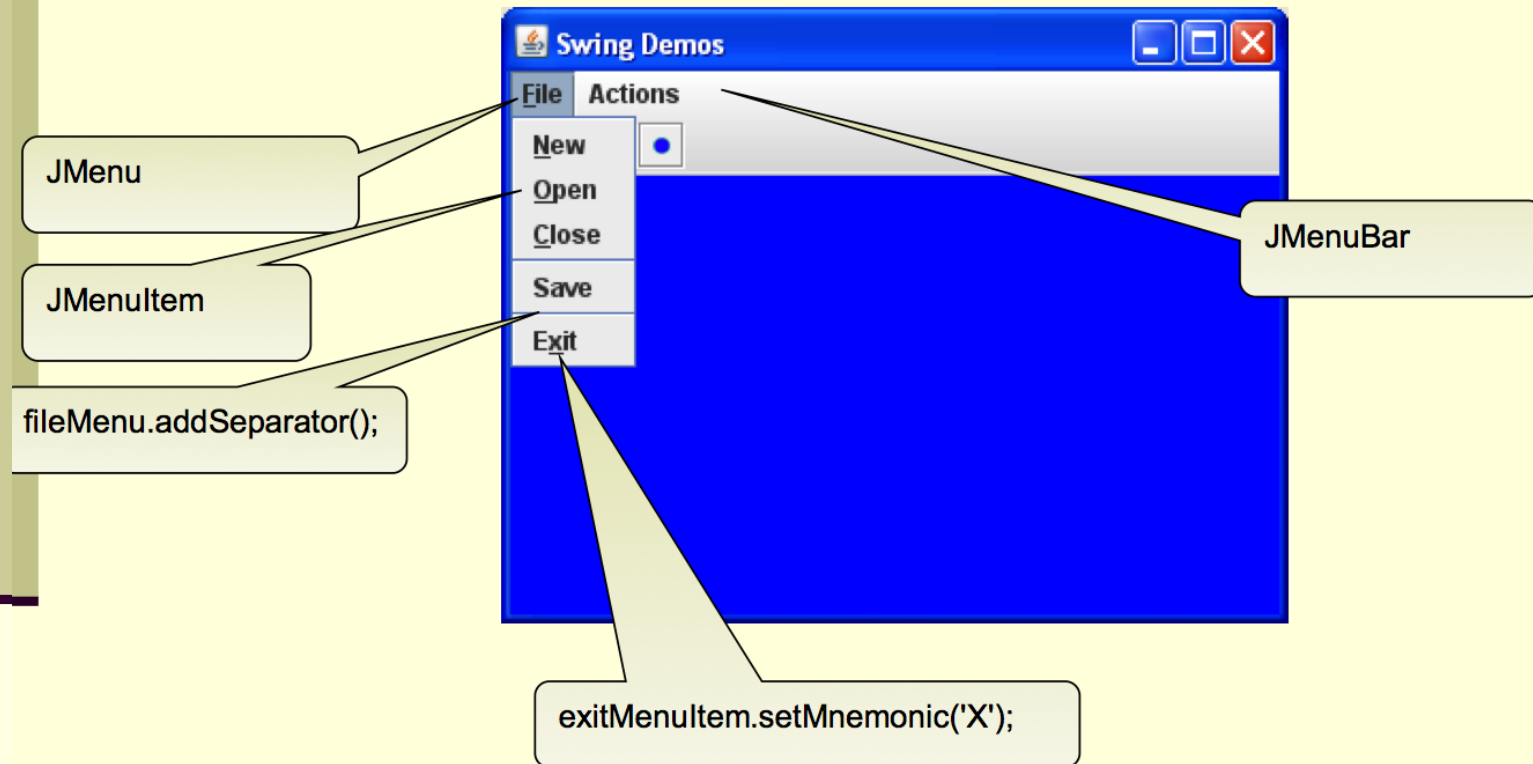 Swing Demos
File Actions
New
Open
Close
Save
Exit
JMenu
JMenuItem
fileMenu.addSeparator();
JMenuBar
exitMenuItem.setMnemonic('X');